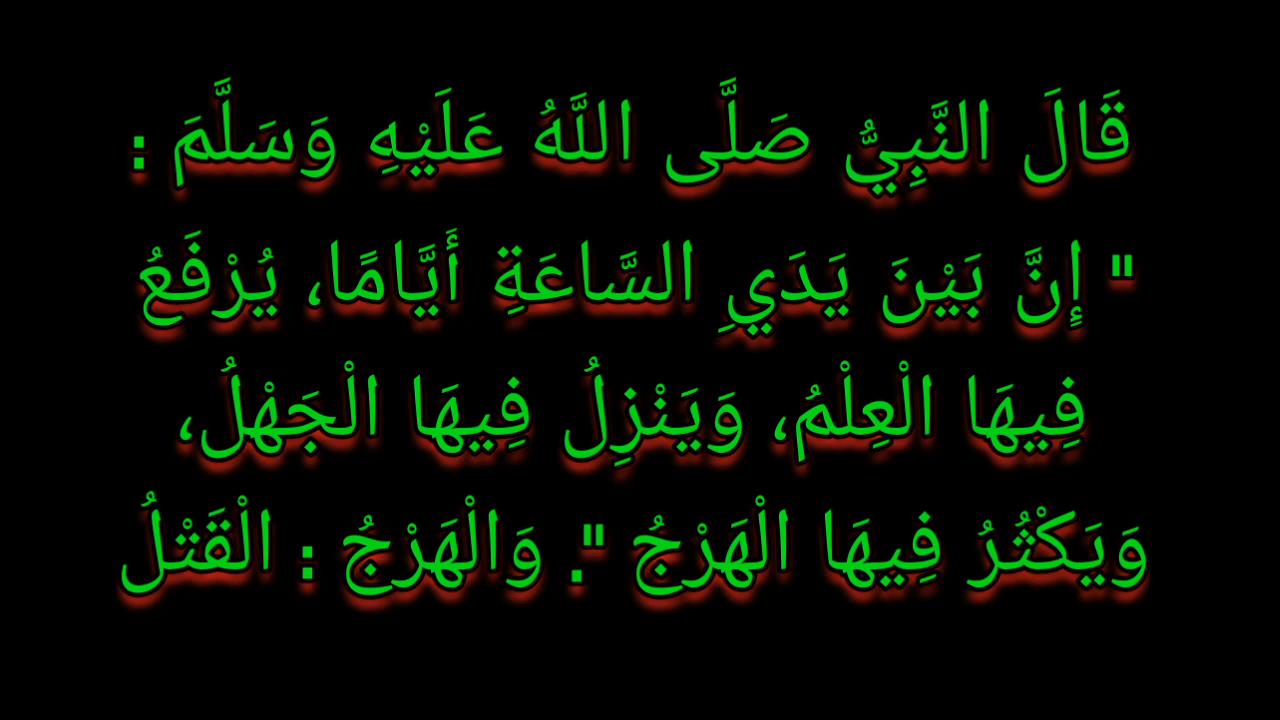 قَالَ النَّبِيُّ صَلَّى اللَّهُ عَلَيْهِ وَسَلَّمَ :
" إِنَّ بَيْنَ يَدَيِ السَّاعَةِ أَيَّامًا، يُرْفَعُ
فِيهَا الْعِلْمُ، وَيَنْزِلُ فِيهَا الْجَهْلُ،
وَيَكْثُرُ فِيهَا الْهَرْجُ ". وَالْهَرْجُ : الْقَتْلُ